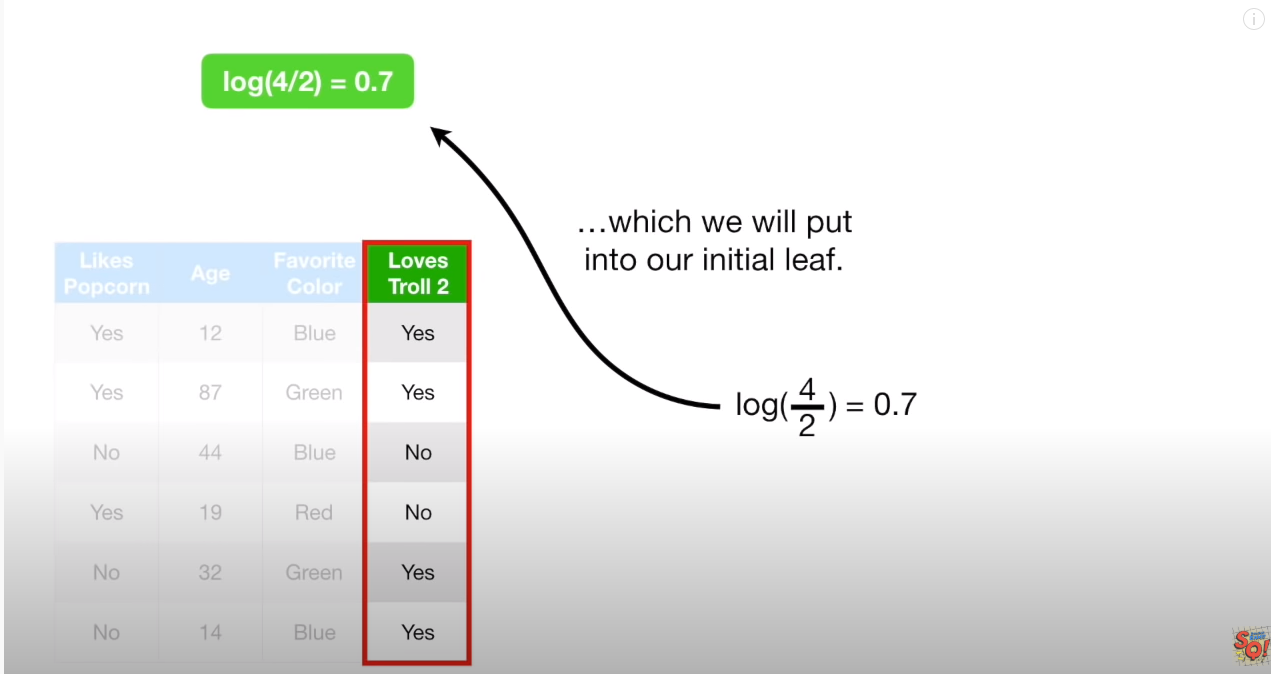 log(4/2) = 0.7
...which we will put
into our initial leaf.
log(4/2) = 0.7
Likes Popcorn Age Favorite Color Loves Troll 2
Yes 12 Blue Yes
Yes 87 Green Yes
No 44 Blue No
Yes 19 Red No
No 32 Green Yes
No 14 Blue Yes
SQ!